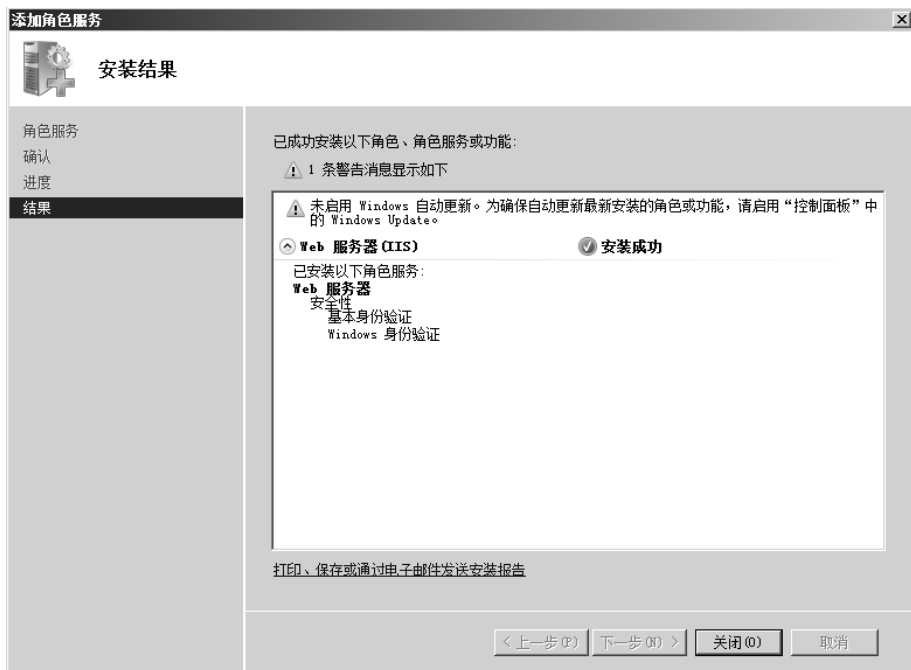 添加角色服务
安装结果
角色服务
确认
进度
结果
已成功安装以下角色、角色服务或功能:
1 条警告消息显示如下
未启用 Windows 自动更新。为确保自动更新最新安装的角色或功能，请启用“控制面板”中
的 Windows Update。
Web 服务器(IIS) 安装成功
已安装以下角色服务:
Web 服务器
安全性
基本身份验证
Windows 身份验证
打印、保存或通过电子邮件发送安装报告
< 上一步(P) 下一步(N) > 关闭(O) 取消